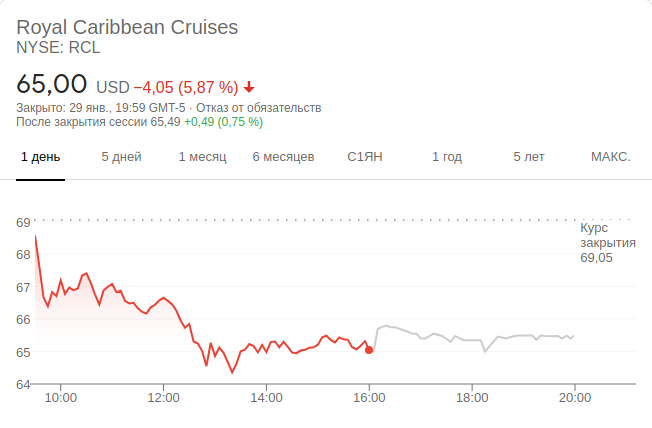 Royal Caribbean Cruises
NYSE: RCL
65,00 USD −4,05 (5,87 %)
Закрыто: 29 янв., 19:59 GMT-5 · Отказ от обязательств
После закрытия сессии 65,49 +0,49 (0,75 %)
1 день 5 дней 1 месяц 6 месяцев С1ЯН 1 год 5 лет МАКС.
69
Курс
закрытия
69,05
68
67
66
65
64
10:00 12:00 14:00 16:00 18:00 20:00